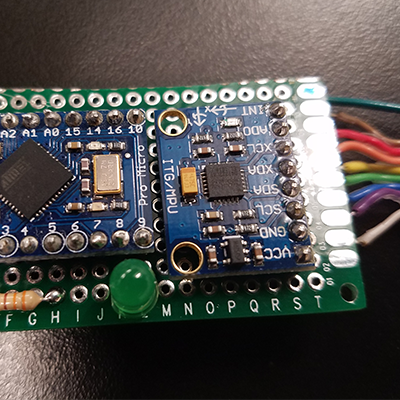 A2 A1 A0 15 14 16 10
Pro Micro
3 4 5 6 7 8 9
ITG/MPU
X
Y
INT
ADO
XCL
XDA
SDA
SCL
GND
VCC
F G H I J M N O P Q R S T